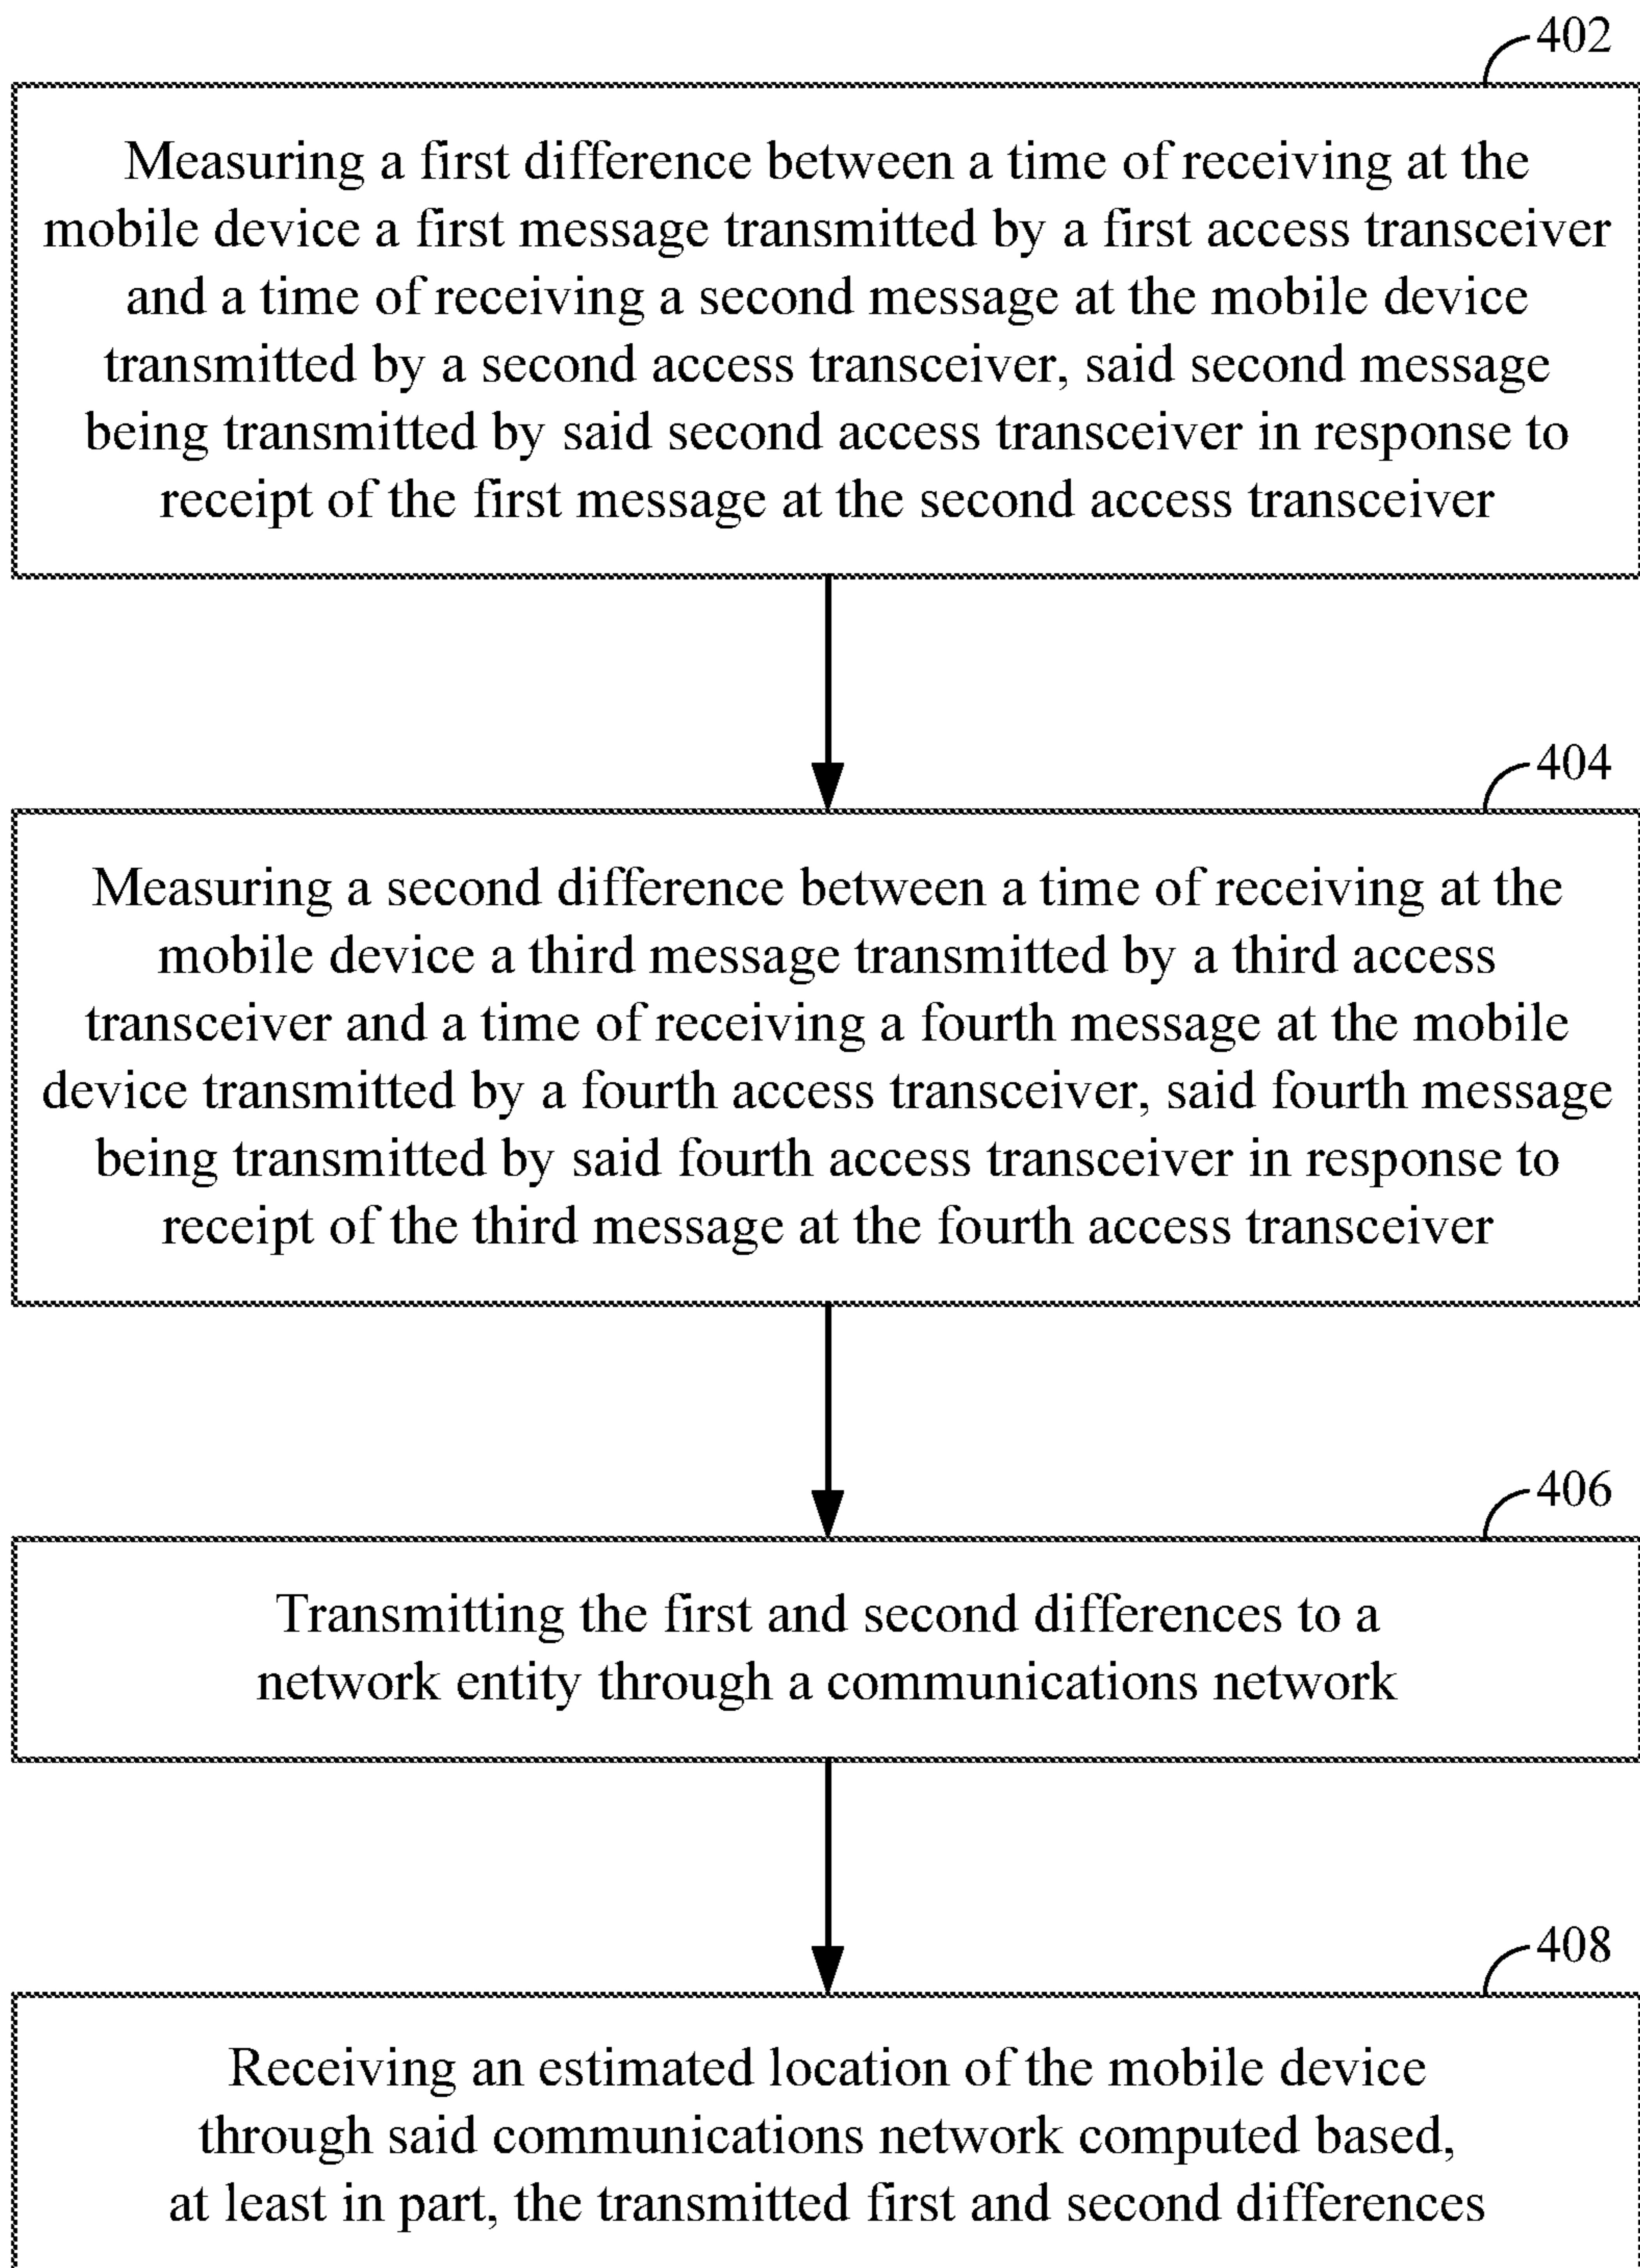 402
Measuring a first difference between a time of receiving at the
mobile device a first message transmitted by a first access transceiver
and a time of receiving a second message at the mobile device
transmitted by a second access transceiver, said second message
being transmitted by said second access transceiver in response to
receipt of the first message at the second access transceiver
404
Measuring a second difference between a time of receiving at the
mobile device a third message transmitted by a third access
transceiver and a time of receiving a fourth message at the mobile
device transmitted by a fourth access transceiver, said fourth message
being transmitted by said fourth access transceiver in response to
receipt of the third message at the fourth access transceiver
406
Transmitting the first and second differences to a
network entity through a communications network
408
Receiving an estimated location of the mobile device
through said communications network computed based,
at least in part, the transmitted first and second differences